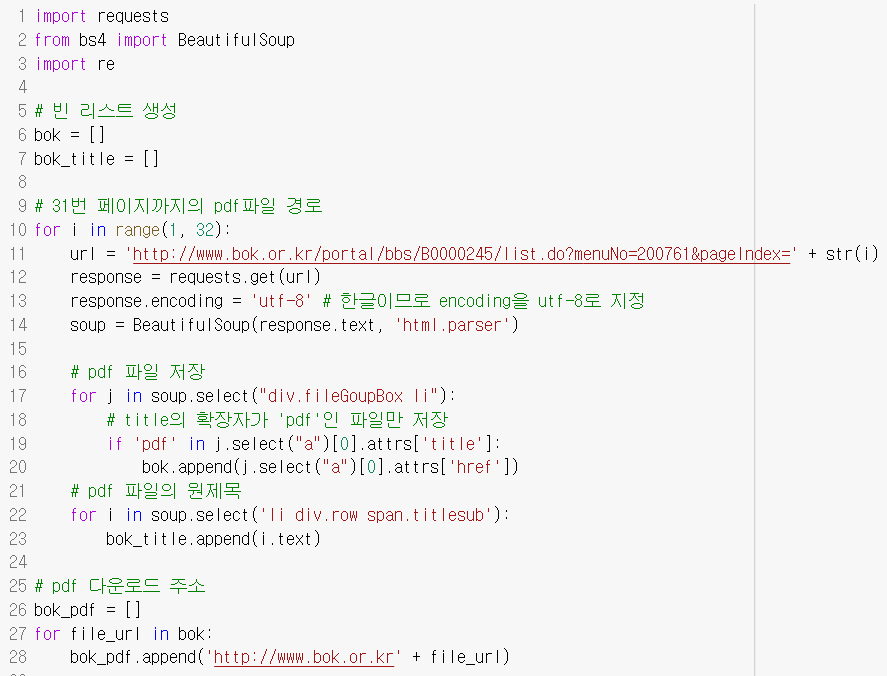 1 import requests
2 from bs4 import BeautifulSoup
3 import re
4
5 # 빈 리스트 생성
6 bok = []
7 bok_title = []
8
9 # 31번 페이지까지의 pdf파일 경로
10 for i in range(1, 32):
11     url = 'http://www.bok.or.kr/portal/bbs/B0000245/list.do?menuNo=200761&pageIndex=' + str(i)
12     response = requests.get(url)
13     response.encoding = 'utf-8' # 한글이므로 encoding을 utf-8로 지정
14     soup = BeautifulSoup(response.text, 'html.parser')
15
16     # pdf 파일 저장
17     for j in soup.select("div.fileGoupBox li"):
18         # title의 확장자가 'pdf'인 파일만 저장
19         if 'pdf' in j.select("a")[0].attrs['title']:
20             bok.append(j.select("a")[0].attrs['href'])
21     # pdf 파일의 원제목
22     for i in soup.select('li div.row span.titlesub'):
23         bok_title.append(i.text)
24
25 # pdf 다운로드 주소
26 bok_pdf = []
27 for file_url in bok:
28     bok_pdf.append('http://www.bok.or.kr' + file_url)